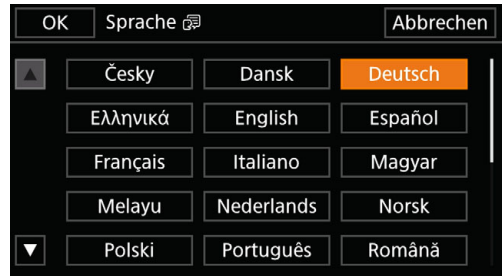 OK Sprache Abbrechen
Česky Dansk Deutsch
Ελληνικά English Español
Français Italiano Magyar
Melayu Nederlands Norsk
Polski Português Română